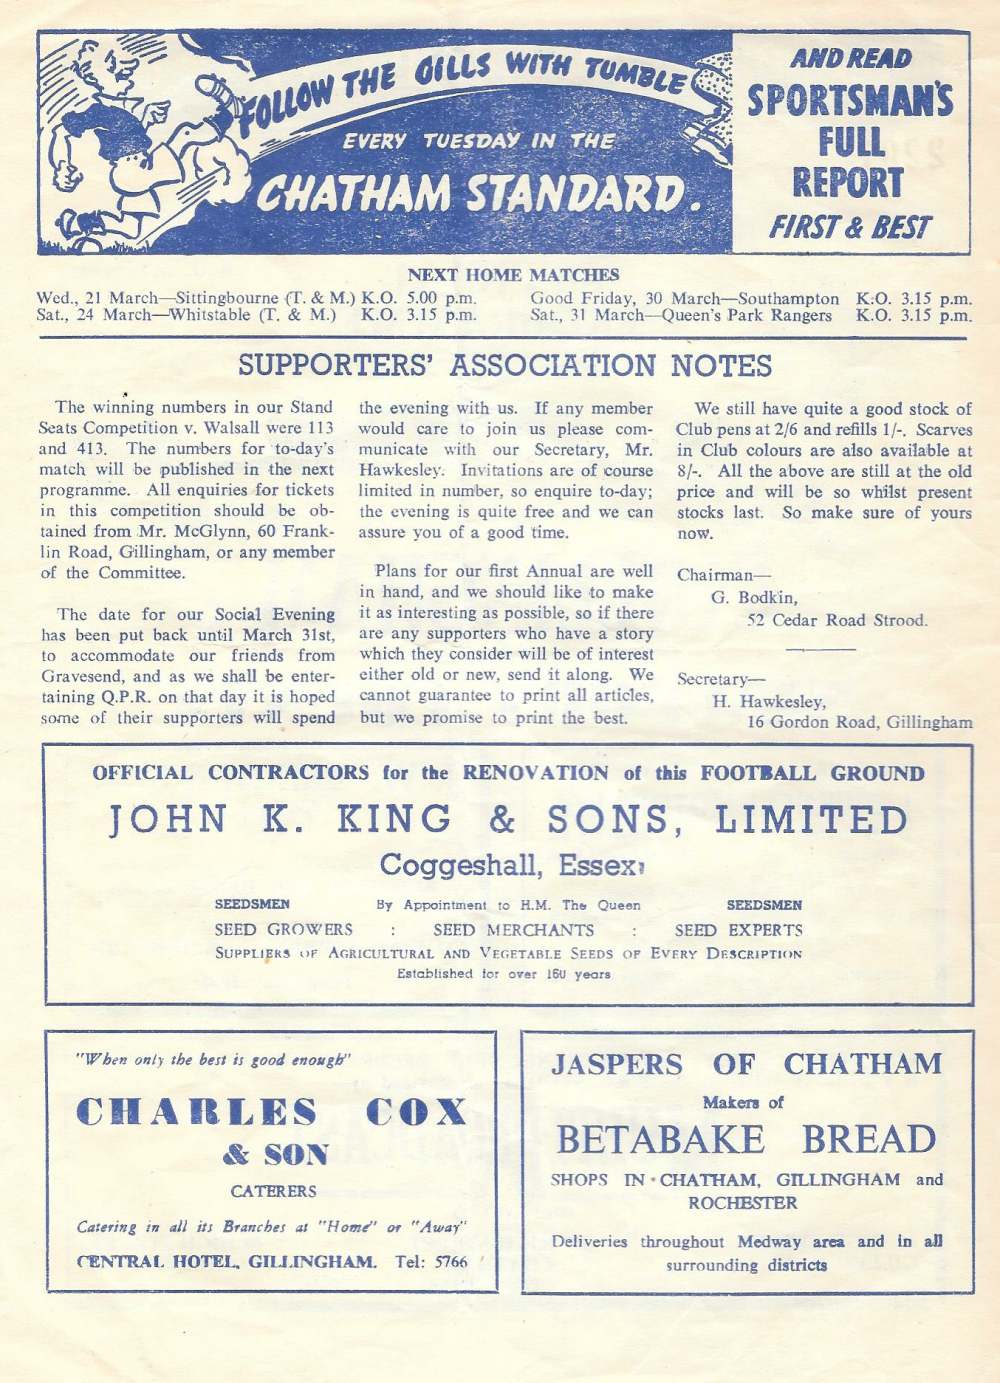 FOLLOW THE GILLS WITH TUMBLE
EVERY TUESDAY IN THE
CHATHAM STANDARD.
AND READ
SPORTSMAN'S
FULL
REPORT
FIRST & BEST
NEXT HOME MATCHES
Wed., 21 March—Sittingbourne (T. & M.) K.O. 5.00 p.m.
Sat., 24 March—Whitstable (T. & M.) K.O. 3.15 p.m.
Good Friday, 30 March—Southampton K.O. 3.15 p.m.
Sat., 31 March—Queen's Park Rangers K.O. 3.15 p.m.
SUPPORTERS' ASSOCIATION NOTES
The winning numbers in our Stand
Seats Competition v. Walsall were 113
and 413. The numbers for to-day's
match will be published in the next
programme. All enquiries for tickets
in this competition should be ob-
tained from Mr. McGlynn, 60 Frank-
lin Road, Gillingham, or any member
of the Committee.
The date for our Social Evening
has been put back until March 31st,
to accommodate our friends from
Gravesend, and as we shall be enter-
taining Q.P.R. on that day it is hoped
some of their supporters will spend
the evening with us. If any member
would care to join us please com-
municate with our Secretary, Mr.
Hawkesley. Invitations are of course
limited in number, so enquire to-day;
the evening is quite free and we can
assure you of a good time.
Plans for our first Annual are well
in hand, and we should like to make
it as interesting as possible, so if there
are any supporters who have a story
which they consider will be of interest
either old or new, send it along. We
cannot guarantee to print all articles,
but we promise to print the best.
We still have quite a good stock of
Club pens at 2/6 and refills 1/-. Scarves
in Club colours are also available at
8/-. All the above are still at the old
price and will be so whilst present
stocks last. So make sure of yours
now.
Chairman—
G. Bodkin,
52 Cedar Road Strood.
Secretary—
H. Hawkesley,
16 Gordon Road, Gillingham
OFFICIAL CONTRACTORS for the RENOVATION of this FOOTBALL GROUND
JOHN K. KING & SONS, LIMITED
Coggeshall, Essex
SEEDSMEN By Appointment to H.M. The Queen SEEDSMEN
SEED GROWERS : SEED MERCHANTS : SEED EXPERTS
SUPPLIERS OF AGRICULTURAL AND VEGETABLE SEEDS OF EVERY DESCRIPTION
Established for over 160 years
"When only the best is good enough"
CHARLES COX
& SON
CATERERS
Catering in all its Branches at "Home" or "Away"
CENTRAL HOTEL, GILLINGHAM. Tel: 5766
JASPERS OF CHATHAM
Makers of
BETABAKE BREAD
SHOPS IN CHATHAM, GILLINGHAM and
ROCHESTER
Deliveries throughout Medway area and in all
surrounding districts